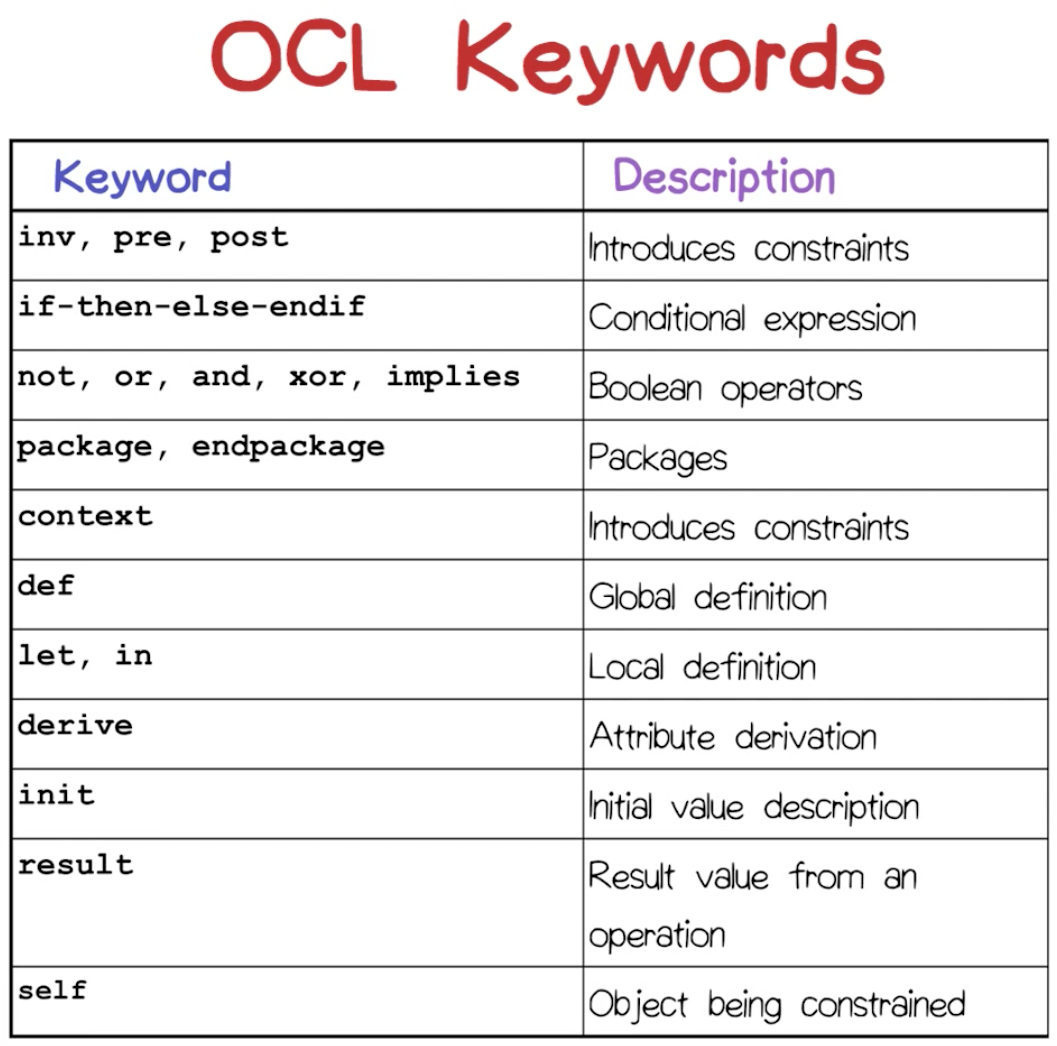 OCL Keywords
Keyword Description
inv, pre, post Introduces constraints
if-then-else-endif Conditional expression
not, or, and, xor, implies Boolean operators
package, endpackage Packages
context Introduces constraints
def Global definition
let, in Local definition
derive Attribute derivation
init Initial value description
result Result value from an
operation
self Object being constrained